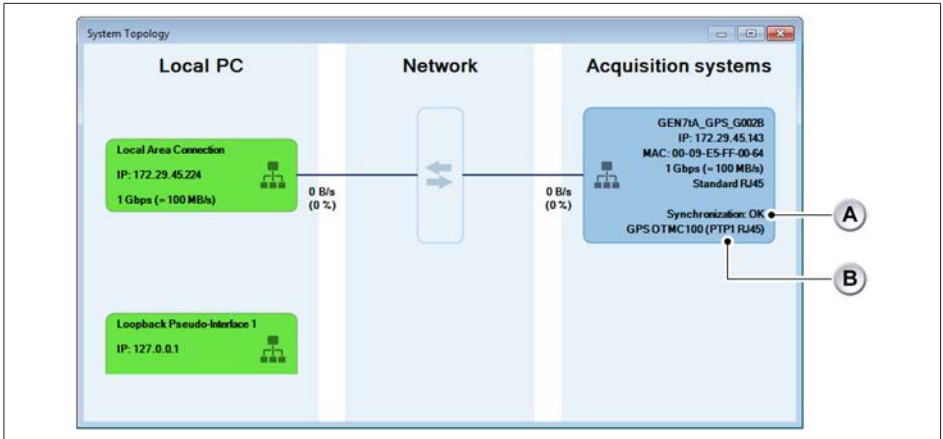 System Topology
Local PC
Network
Acquisition systems
Local Area Connection
IP: 172.29.45.224
1 Gbps (= 100 MB/s)
0 B/s
(0 %)
0 B/s
(0 %)
GEN7tA_GPS_G002B
IP: 172.29.45.143
MAC: 00-09-E5-FF-00-64
1 Gbps (= 100 MB/s)
Standard RJ45
Synchronization: OK
GPS OTMC100 (PTP1 RJ45)
A
B
Loopback Pseudo-Interface 1
IP: 127.0.0.1